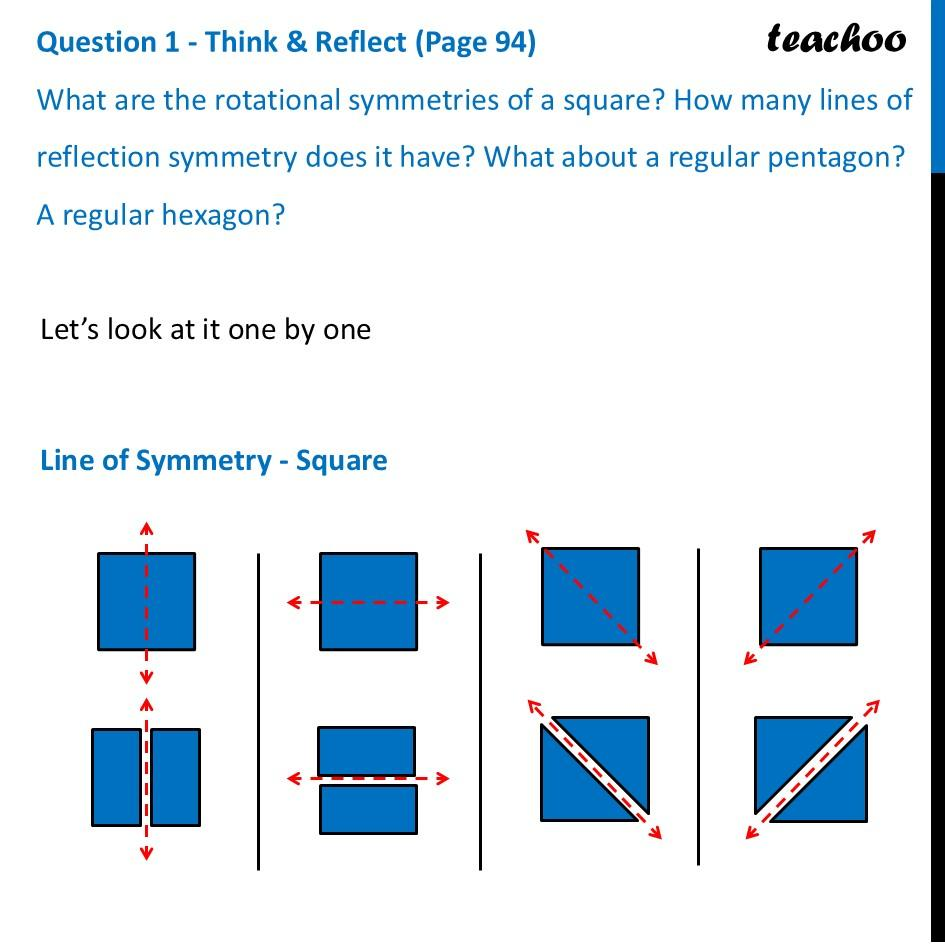 Question 1 - Think & Reflect (Page 94)
teachoo
What are the rotational symmetries of a square? How many lines of
reflection symmetry does it have? What about a regular pentagon?
A regular hexagon?
Let’s look at it one by one
Line of Symmetry - Square